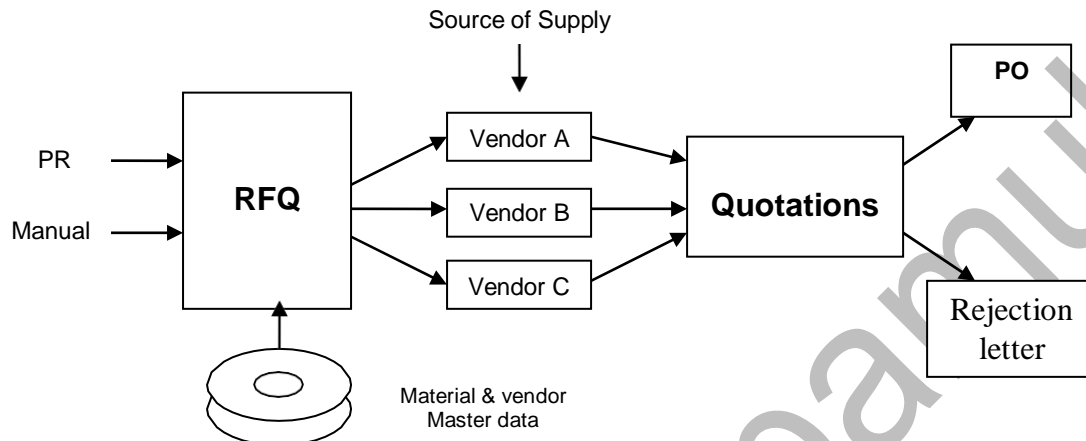 Source of Supply
PO
Vendor A
PR
RFQ
Vendor B
Quotations
Manual
Vendor C
Rejection
letter
Material & vendor
Master data